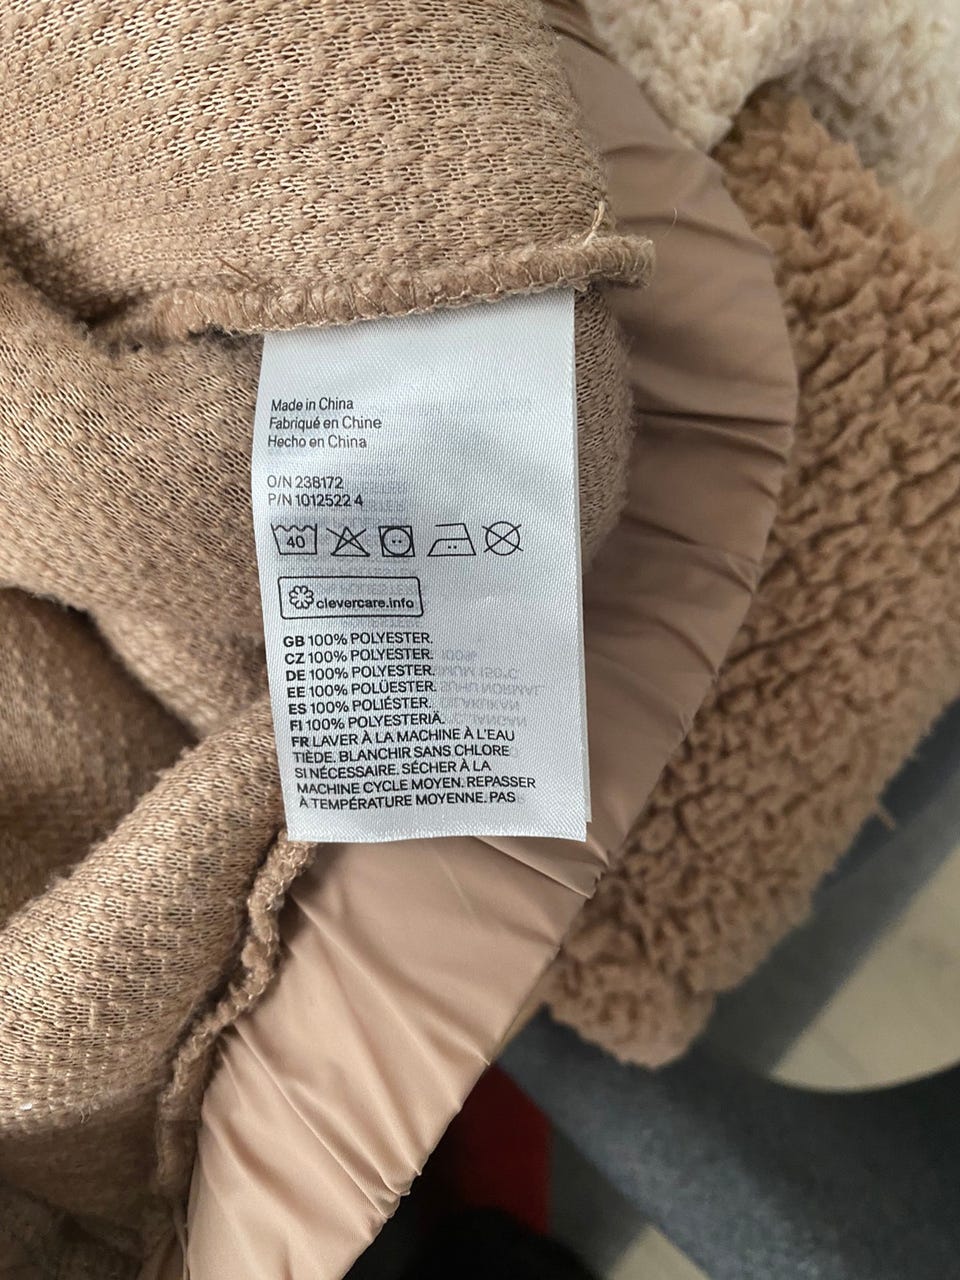 Made in China
Fabriqué en Chine
Hecho en China
O/N 238172
P/N 1012522 4
40
clevercare.info
GB 100% POLYESTER.
CZ 100% POLYESTER.
DE 100% POLYESTER.
EE 100% POLÜESTER.
ES 100% POLIÉSTER.
FI 100% POLYESTERIÄ.
FR LAVER À LA MACHINE À L'EAU
TIÈDE. BLANCHIR SANS CHLORE
SI NÉCESSAIRE. SÉCHER À LA
MACHINE CYCLE MOYEN. REPASSER
À TEMPÉRATURE MOYENNE. PAS